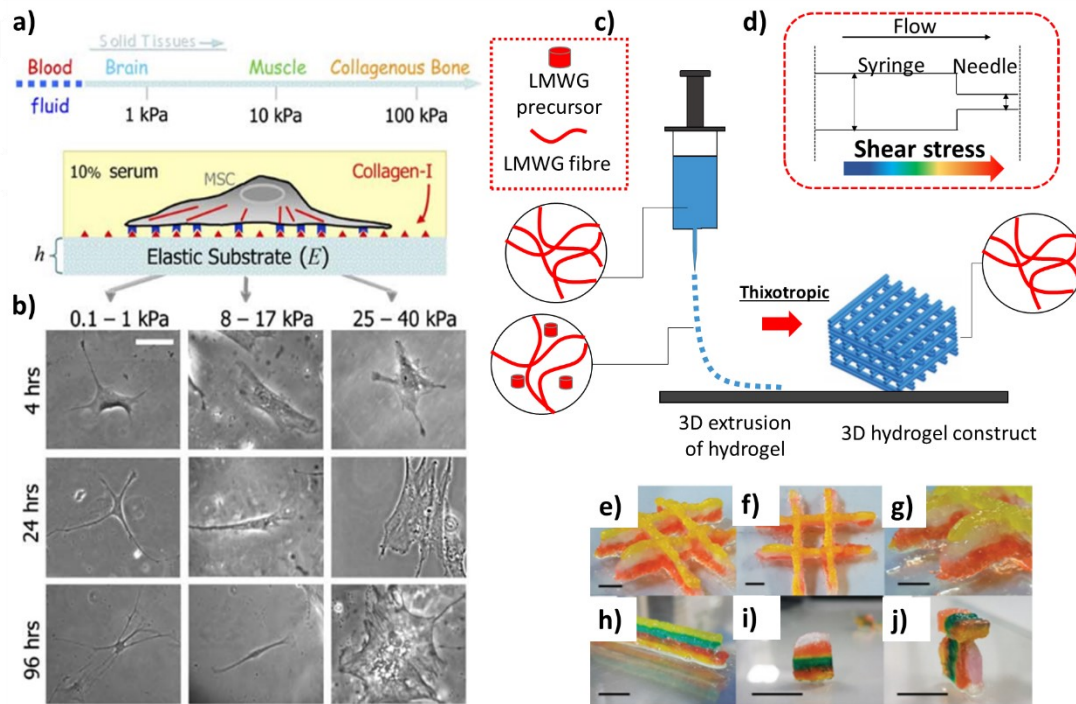 a)
Solid Tissues
Blood
Brain
Muscle
Collagenous Bone
fluid
1 kPa
10 kPa
100 kPa
10% serum
MSC
Collagen-I
h
Elastic Substrate (E)
b)
0.1 – 1 kPa
8 – 17 kPa
25 – 40 kPa
4 hrs
24 hrs
96 hrs
c)
LMWG
precursor
LMWG fibre
Thixotropic
3D extrusion
of hydrogel
3D hydrogel construct
d)
Flow
Syringe
Needle
Shear stress
e)
f)
g)
h)
i)
j)